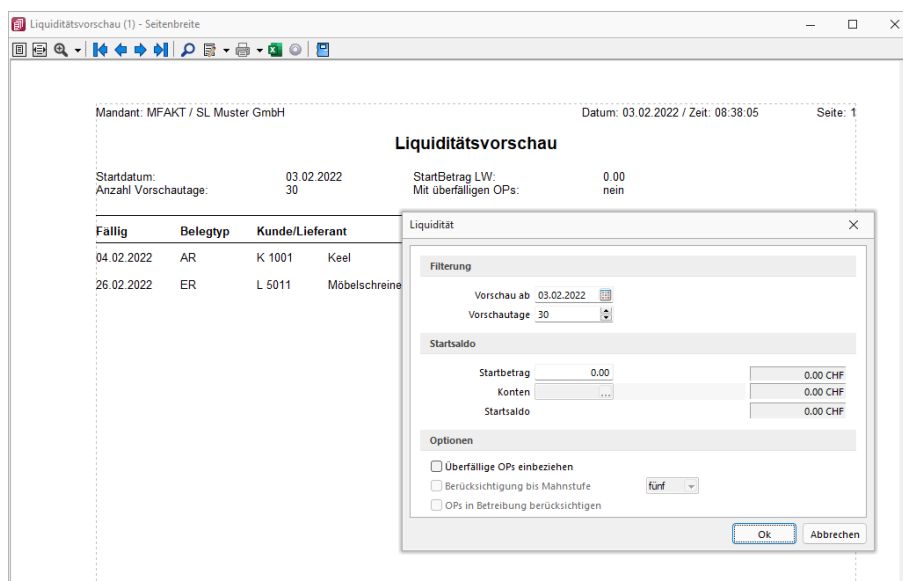 Liquiditätsvorschau (1) - Seitenbreite
Mandant: MFAKT / SL Muster GmbH Datum: 03.02.2022 / Zeit: 08:38:05 Seite: 1
Liquiditätsvorschau
Startdatum: 03.02.2022 StartBetrag LW: 0.00
Anzahl Vorschautage: 30 Mit überfälligen OPs: nein
Fällig Belegtyp Kunde/Lieferant
04.02.2022 AR K 1001 Keel
26.02.2022 ER L 5011 Möbelschreine
Liquidität
Filterung
Vorschau ab 03.02.2022
Vorschautage 30
Startsaldo
Startbetrag 0.00 0.00 CHF
Konten ... 0.00 CHF
Startsaldo 0.00 CHF
Optionen
Überfällige OPs einbeziehen
Berücksichtigung bis Mahnstufe fünf
OPs in Betreibung berücksichtigen
Ok Abbrechen